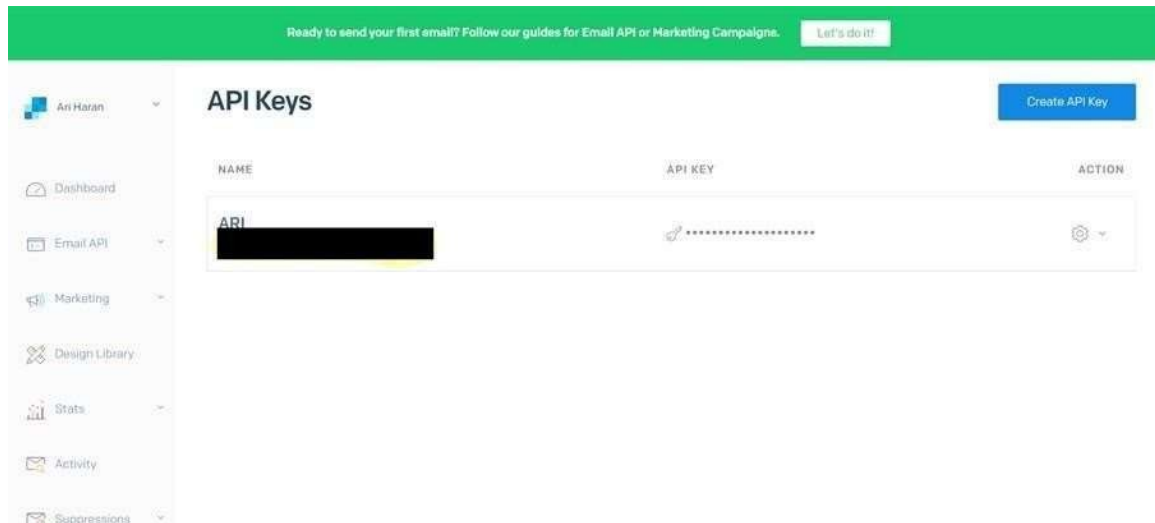 Ready to send your first email? Follow our guides for Email API or Marketing Campaigns. Let's do it!
Ari Haran
API Keys
Create API Key
NAME API KEY ACTION
ARI
••••••••••••••••••••
Dashboard
Email API
Marketing
Design Library
Stats
Activity
Suppressions